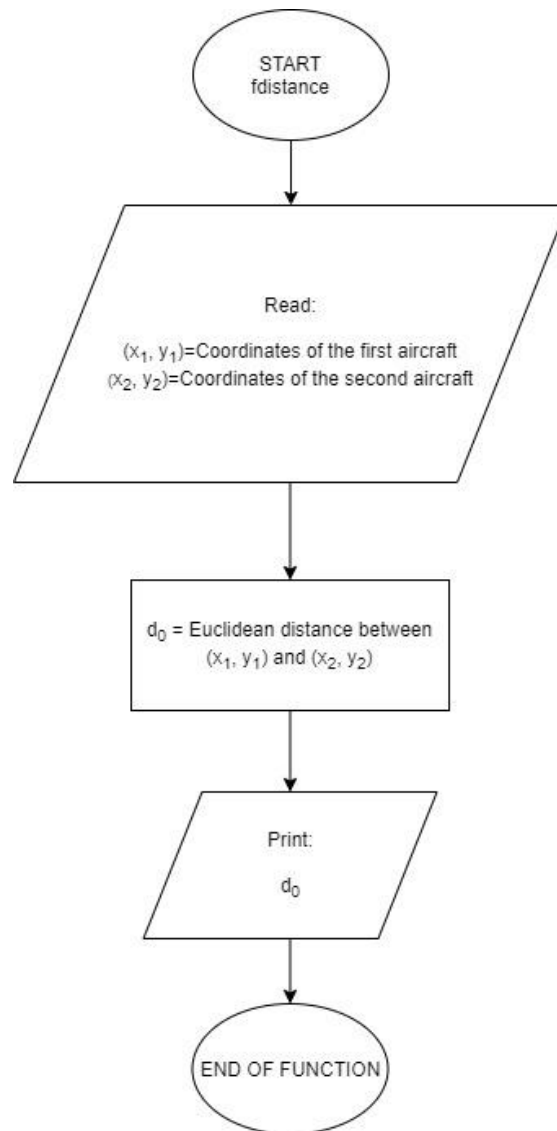 START
fdistance
Read:
(x₁, y₁)=Coordinates of the first aircraft
(x₂, y₂)=Coordinates of the second aircraft
d₀ = Euclidean distance between
(x₁, y₁) and (x₂, y₂)
Print:
d₀
END OF FUNCTION